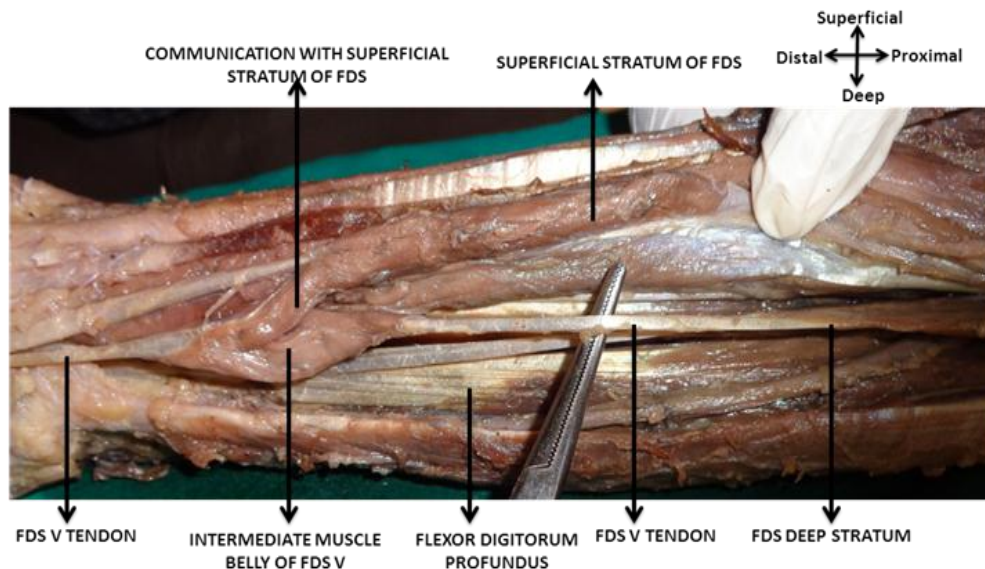 Superficial
Distal Proximal
Deep
COMMUNICATION WITH SUPERFICIAL
STRATUM OF FDS
SUPERFICIAL STRATUM OF FDS
FDS V TENDON
INTERMEDIATE MUSCLE
BELLY OF FDS V
FLEXOR DIGITORUM
PROFUNDUS
FDS V TENDON
FDS DEEP STRATUM